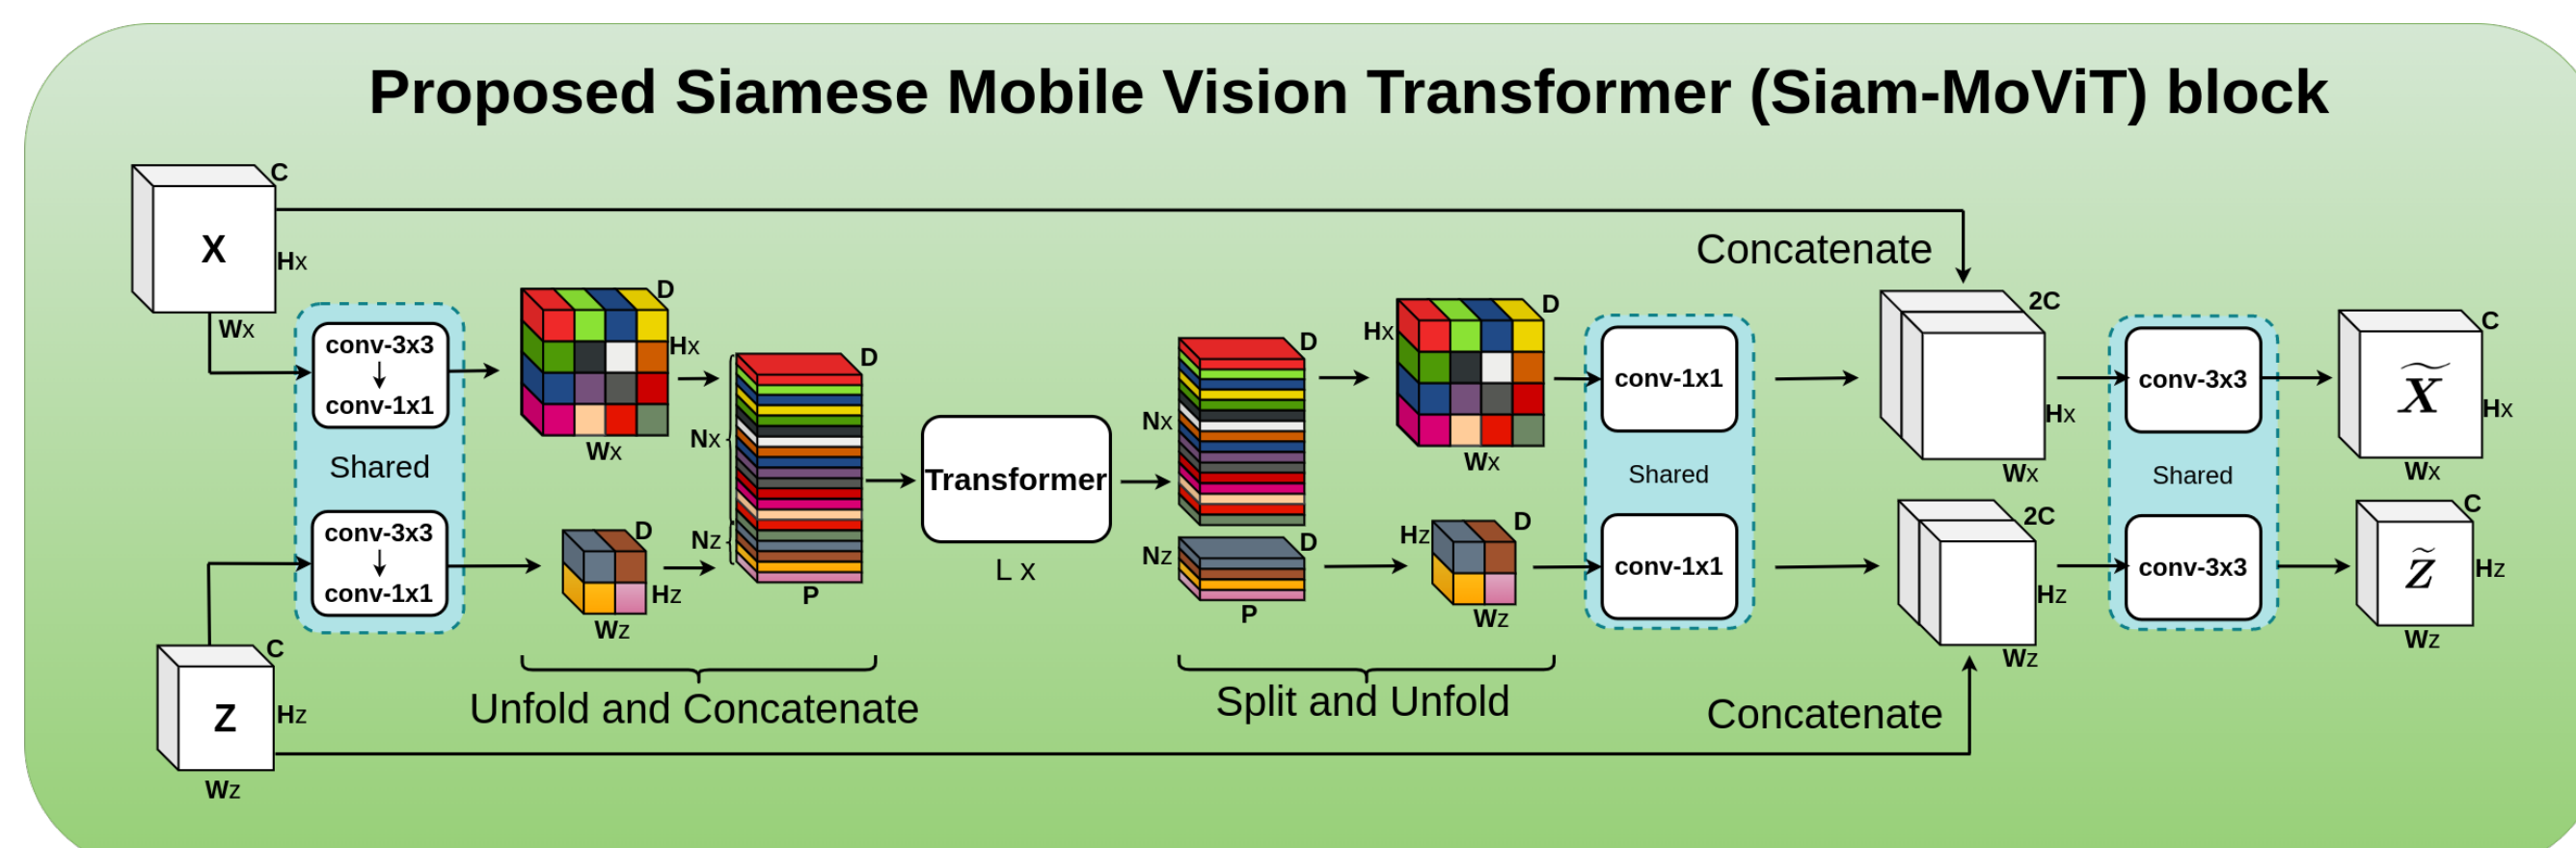 Proposed Siamese Mobile Vision Transformer (Siam-MoViT) block
C
X
Hx
Wx
conv-3x3
conv-1x1
Shared
conv-3x3
conv-1x1
C
Z
Hz
Wz
D
Hx
Wx
D
Hz
Wz
D
Nx
Nz
P
Unfold and Concatenate
Transformer
L x
D
Nx
D
Nz
P
D
Hx
Wx
D
Hz
Wz
Split and Unfold
conv-1x1
Shared
conv-1x1
Concatenate
2C
Hx
Wx
2C
Hz
Wz
Concatenate
conv-3x3
Shared
conv-3x3
C
X̃
Hx
Wx
C
z̃
Hz
Wz